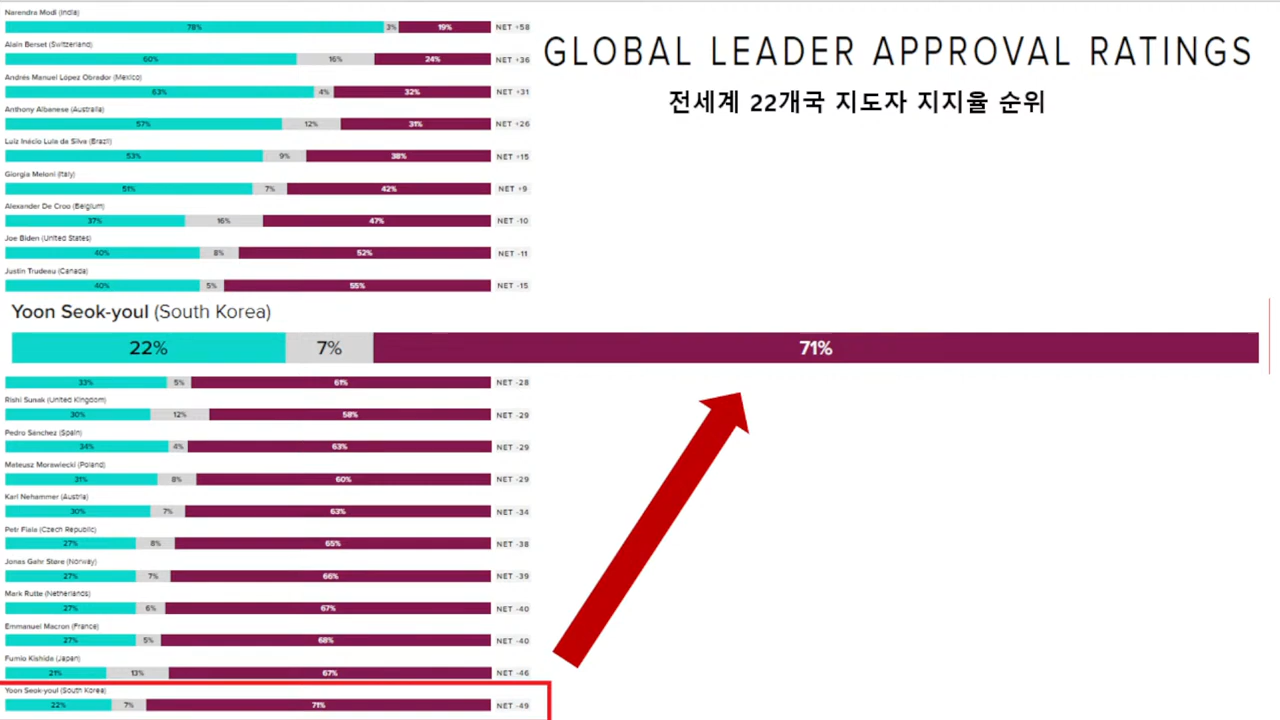 GLOBAL LEADER APPROVAL RATINGS
전세계 22개국 지도자 지지율 순위
Narendra Modi (India)
78% 3% 19% NET +58
Alain Berset (Switzerland)
60% 16% 24% NET +36
Andrés Manuel López Obrador (Mexico)
63% 4% 32% NET +31
Anthony Albanese (Australia)
57% 12% 31% NET +26
Luiz Inácio Lula da Silva (Brazil)
53% 9% 38% NET +15
Giorgia Meloni (Italy)
51% 7% 42% NET +9
Alexander De Croo (Belgium)
37% 16% 47% NET -10
Joe Biden (United States)
40% 8% 52% NET -11
Justin Trudeau (Canada)
40% 5% 55% NET -15
Yoon Seok-youl (South Korea)
22% 7% 71%
33% 5% 61% NET -28
Rishi Sunak (United Kingdom)
30% 12% 58% NET -29
Pedro Sánchez (Spain)
34% 4% 63% NET -29
Mateusz Morawiecki (Poland)
31% 8% 60% NET -29
Karl Nehammer (Austria)
30% 7% 63% NET -34
Petr Fiala (Czech Republic)
27% 8% 65% NET -38
Jonas Gahr Støre (Norway)
27% 7% 66% NET -39
Mark Rutte (Netherlands)
27% 6% 67% NET -40
Emmanuel Macron (France)
27% 5% 68% NET -40
Fumio Kishida (Japan)
21% 13% 67% NET -46
Yoon Seok-youl (South Korea)
22% 7% 71% NET -49